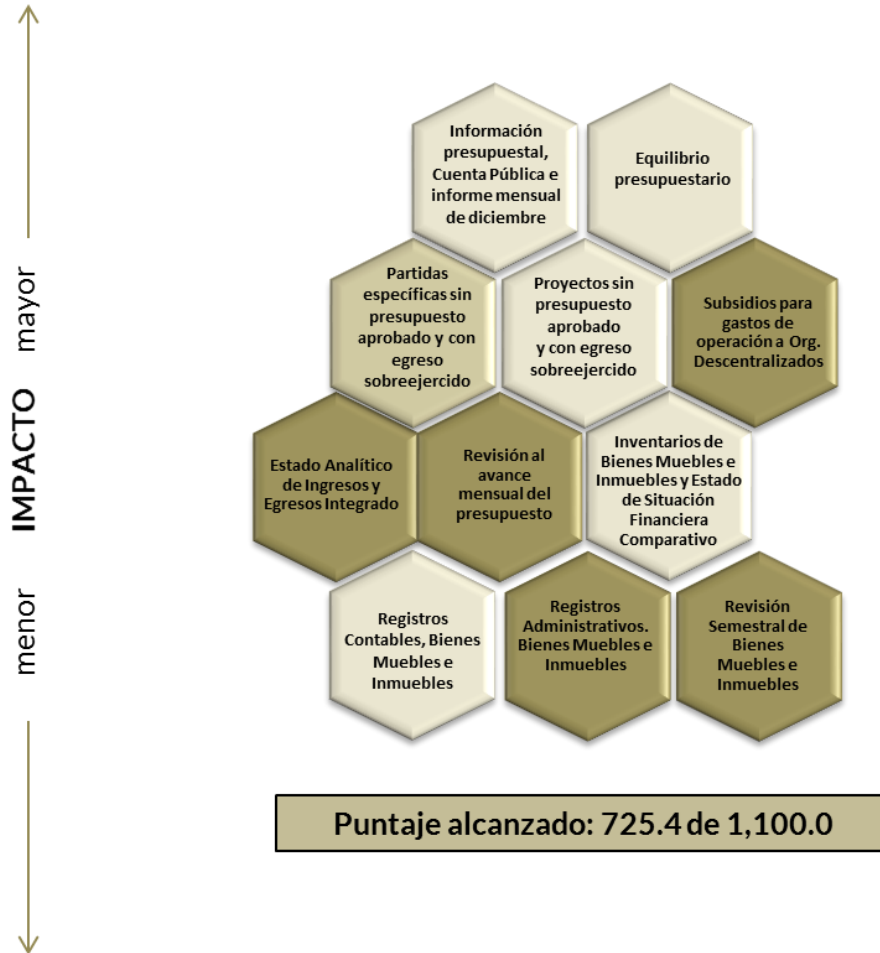 Información
presupuestal,
Cuenta Pública e
informe mensual
de diciembre
Equilibrio
presupuestario
Partidas
específicas sin
presupuesto
aprobado y con
egreso
sobreejercido
Proyectos sin
presupuesto
aprobado
y con egreso
sobreejercido
Subsidios para
gastos de
operación a Org.
Descentralizados
Estado Analítico
de Ingresos y
Egresos Integrado
Revisión al
avance
mensual del
presupuesto
Inventarios de
Bienes Muebles e
Inmuebles y Estado
de Situación
Financiera
Comparativo
Registros
Contables, Bienes
Muebles e
Inmuebles
Registros
Administrativos.
Bienes Muebles e
Inmuebles
Revisión
Semestral de
Bienes
Muebles e
Inmuebles
menor IMPACTO mayor
Puntaje alcanzado: 725.4 de 1,100.0